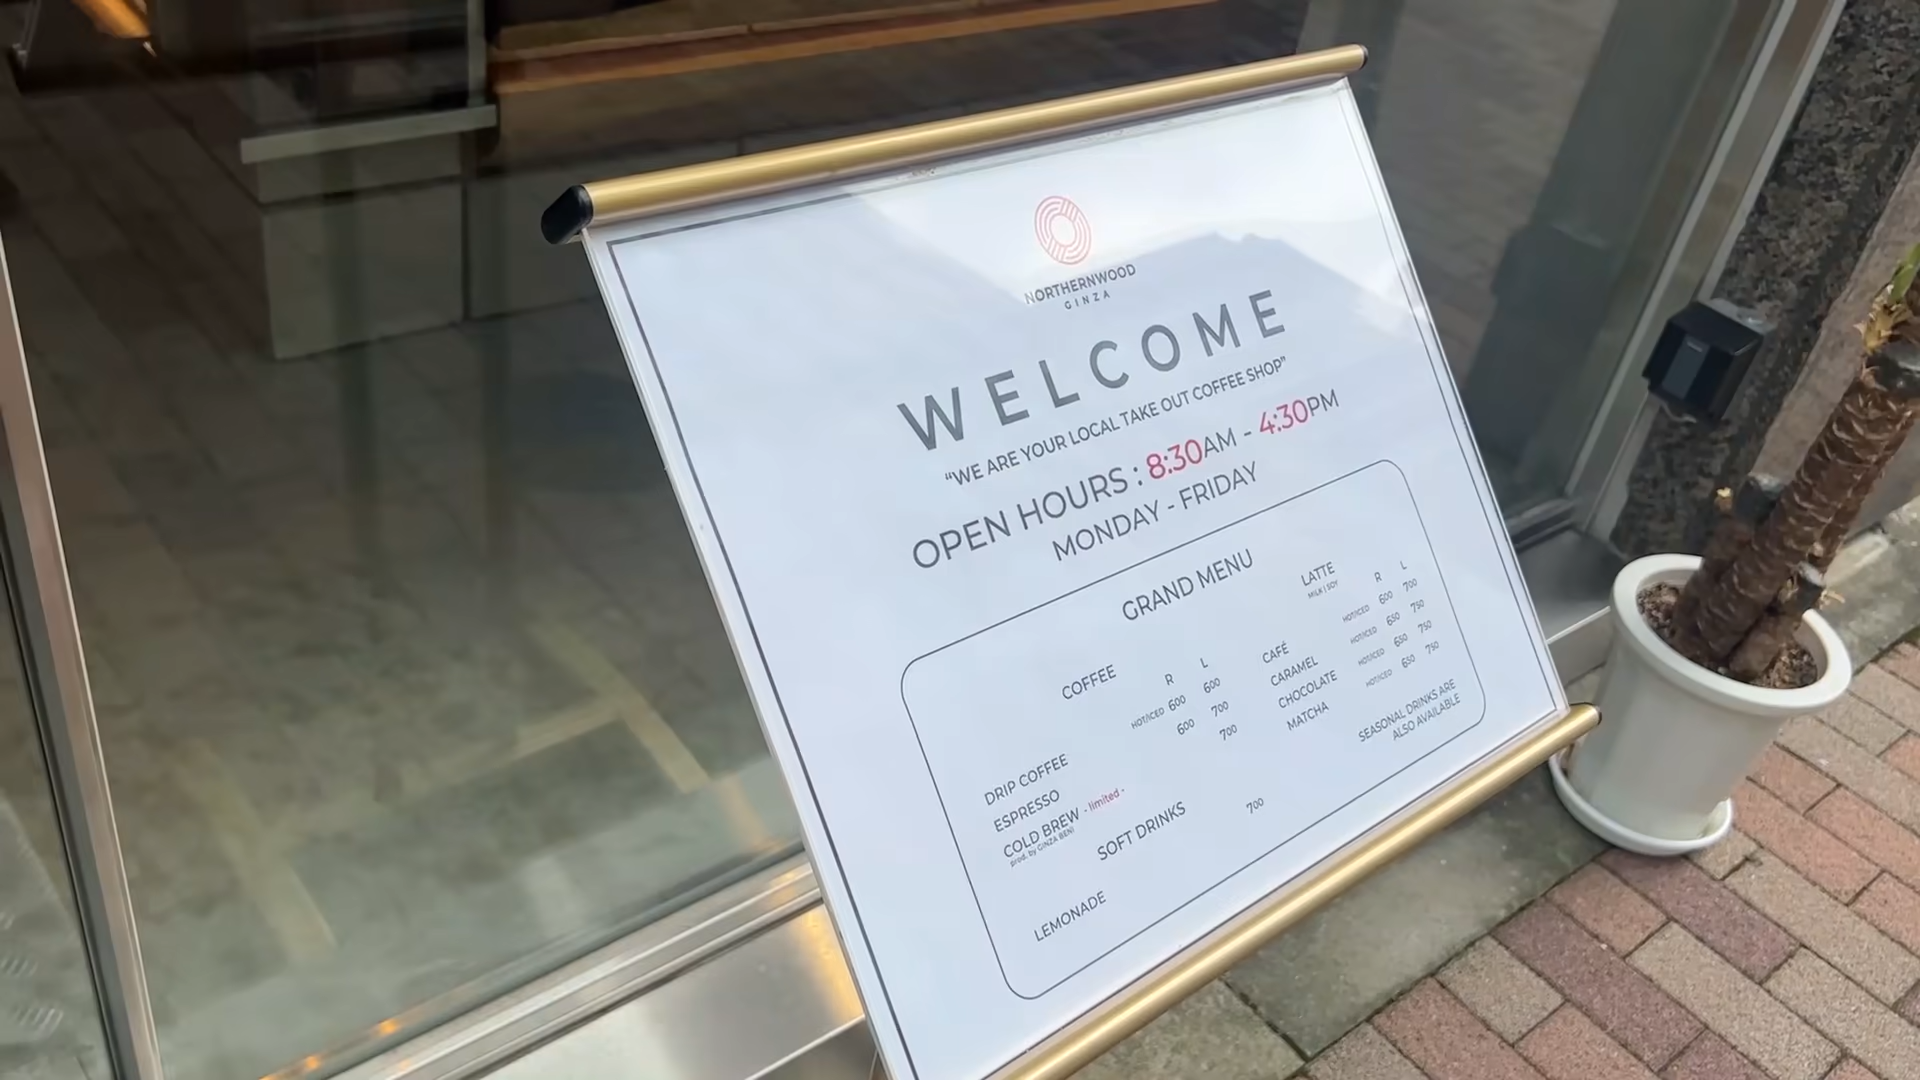 NORTHERNWOOD
GINZA
WELCOME
"WE ARE YOUR LOCAL TAKE OUT COFFEE SHOP"
OPEN HOURS : 8:30AM - 4:30PM
MONDAY - FRIDAY
GRAND MENU
COFFEE
R L
DRIP COFFEE HOT/ICED 600 600
ESPRESSO 600 700
COLD BREW - limited - 700
prod. by GINZA BENI
SOFT DRINKS
LEMONADE 700
LATTE
MILK | SOY
R L
CAFÉ HOT/ICED 600 700
CARAMEL HOT/ICED 650 750
CHOCOLATE HOT/ICED 650 750
MATCHA HOT/ICED 650 750
SEASONAL DRINKS ARE
ALSO AVAILABLE